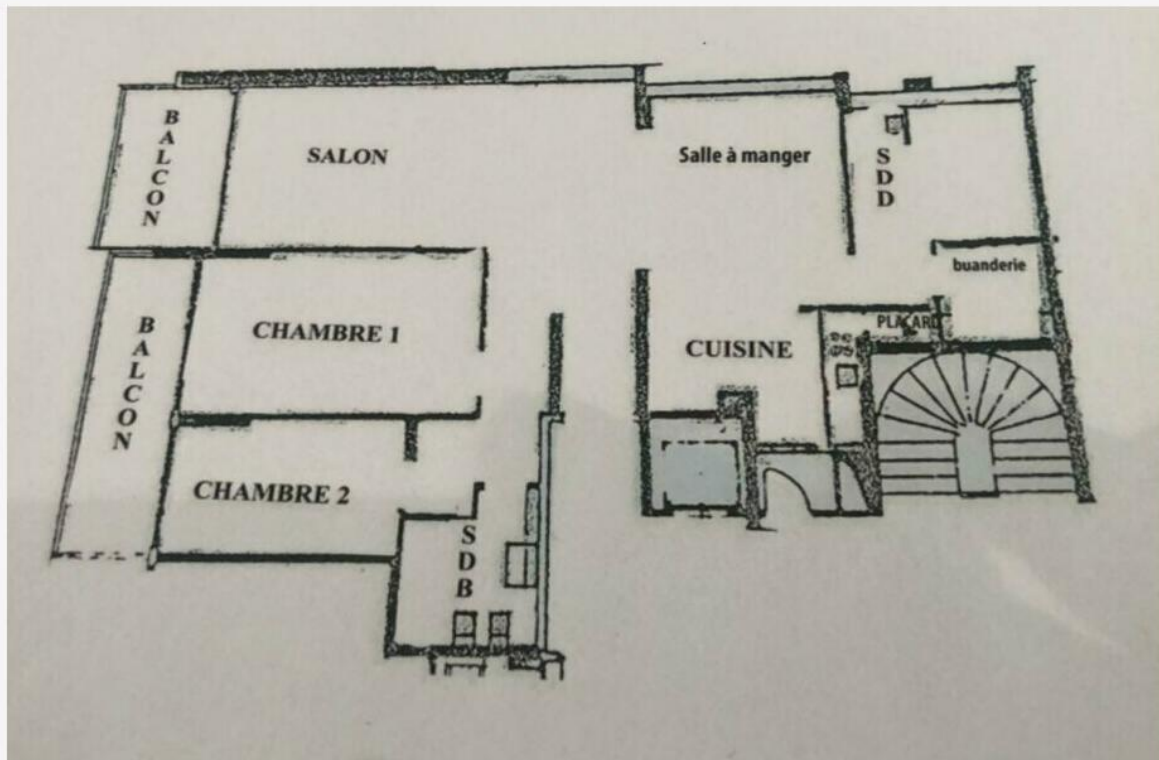 BALCON
SALON
Salle à manger
SDD
buanderie
BALCON
CHAMBRE 1
CUISINE
PLACARD
CHAMBRE 2
SDB